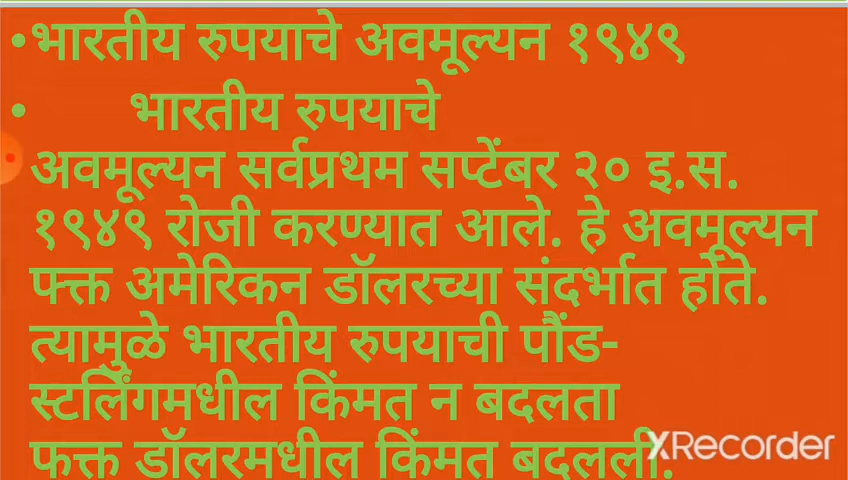 •भारतीय रुपयाचे अवमूल्यन १९४९
• भारतीय रुपयाचे
अवमूल्यन सर्वप्रथम सप्टेंबर २० इ.स.
१९४९ रोजी करण्यात आले. हे अवमूल्यन
फ्क्त अमेरिकन डॉलरच्या संदर्भात होते.
त्यामुळे भारतीय रुपयाची पौंड-
स्टर्लिंगमधील किंमत न बदलता
फक्त डॉलरमधील किंमत बदलली.
XRecorder